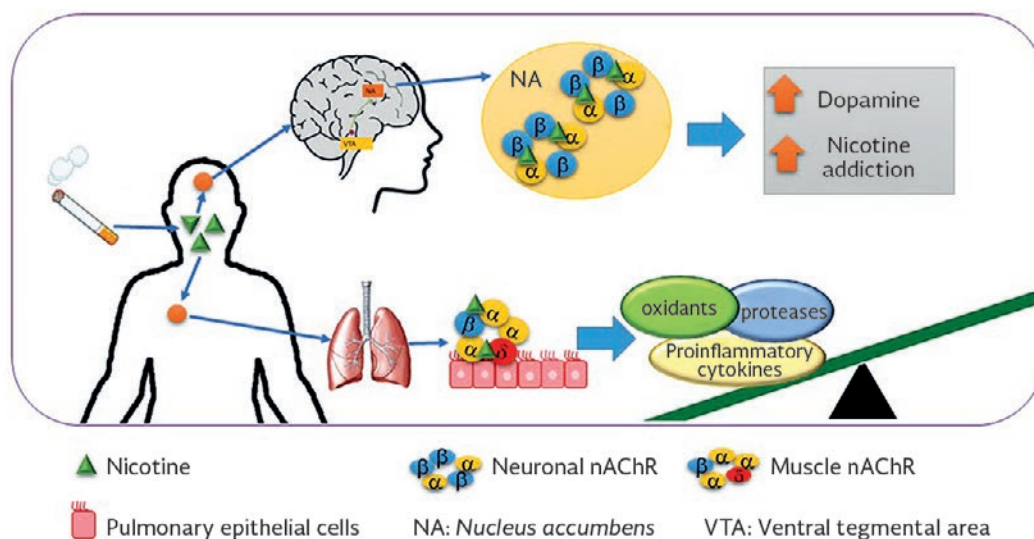 NA
VTA
NA
β
α
β
α
β
β
α
β
α
β
Dopamine
Nicotine
addiction
α
β
α
α
δ
oxidants
proteases
Proinflammatory
cytokines
Nicotine
β
β
α
α
β
Neuronal nAChR
α
β
α
α
δ
Muscle nAChR
Pulmonary epithelial cells
NA: Nucleus accumbens
VTA: Ventral tegmental area